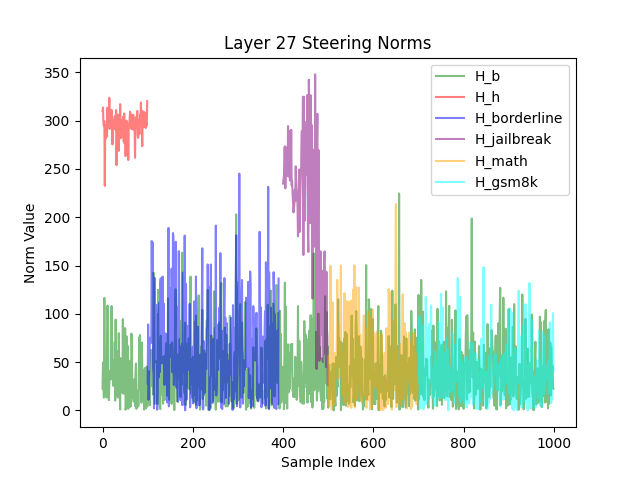 Layer 27 Steering Norms
Norm Value
350
300
250
200
150
100
50
0
H_b
H_h
H_borderline
H_jailbreak
H_math
H_gsm8k
0 200 400 600 800 1000
Sample Index